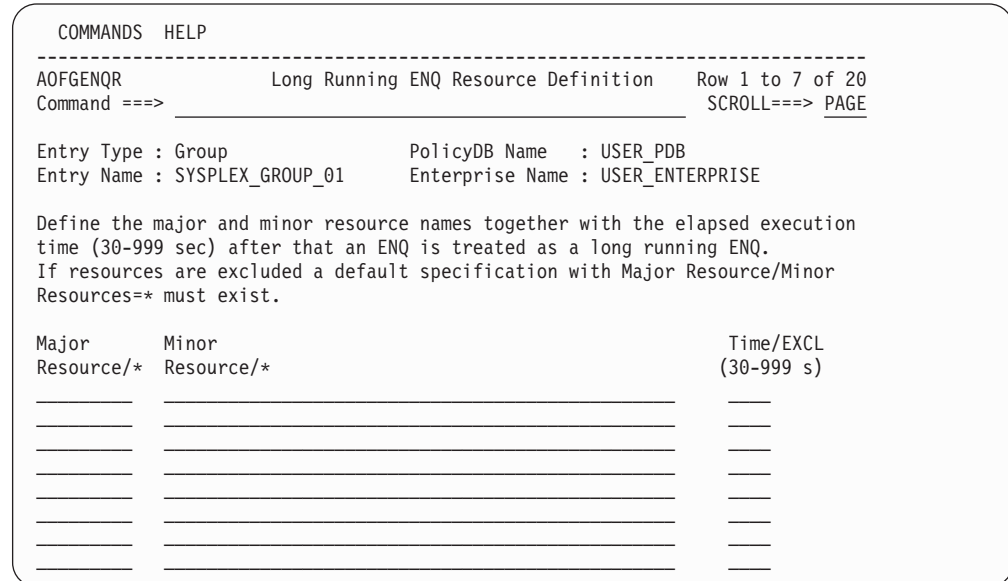 COMMANDS HELP
-------------------------------------------------------------------------------
AOFGENQR Long Running ENQ Resource Definition Row 1 to 7 of 20
Command ===> ________________________________________________ SCROLL===> PAGE
Entry Type : Group PolicyDB Name : USER_PDB
Entry Name : SYSPLEX_GROUP_01 Enterprise Name : USER_ENTERPRISE
Define the major and minor resource names together with the elapsed execution
time (30-999 sec) after that an ENQ is treated as a long running ENQ.
If resources are excluded a default specification with Major Resource/Minor
Resources=* must exist.
Major Minor Time/EXCL
Resource/* Resource/* (30-999 s)